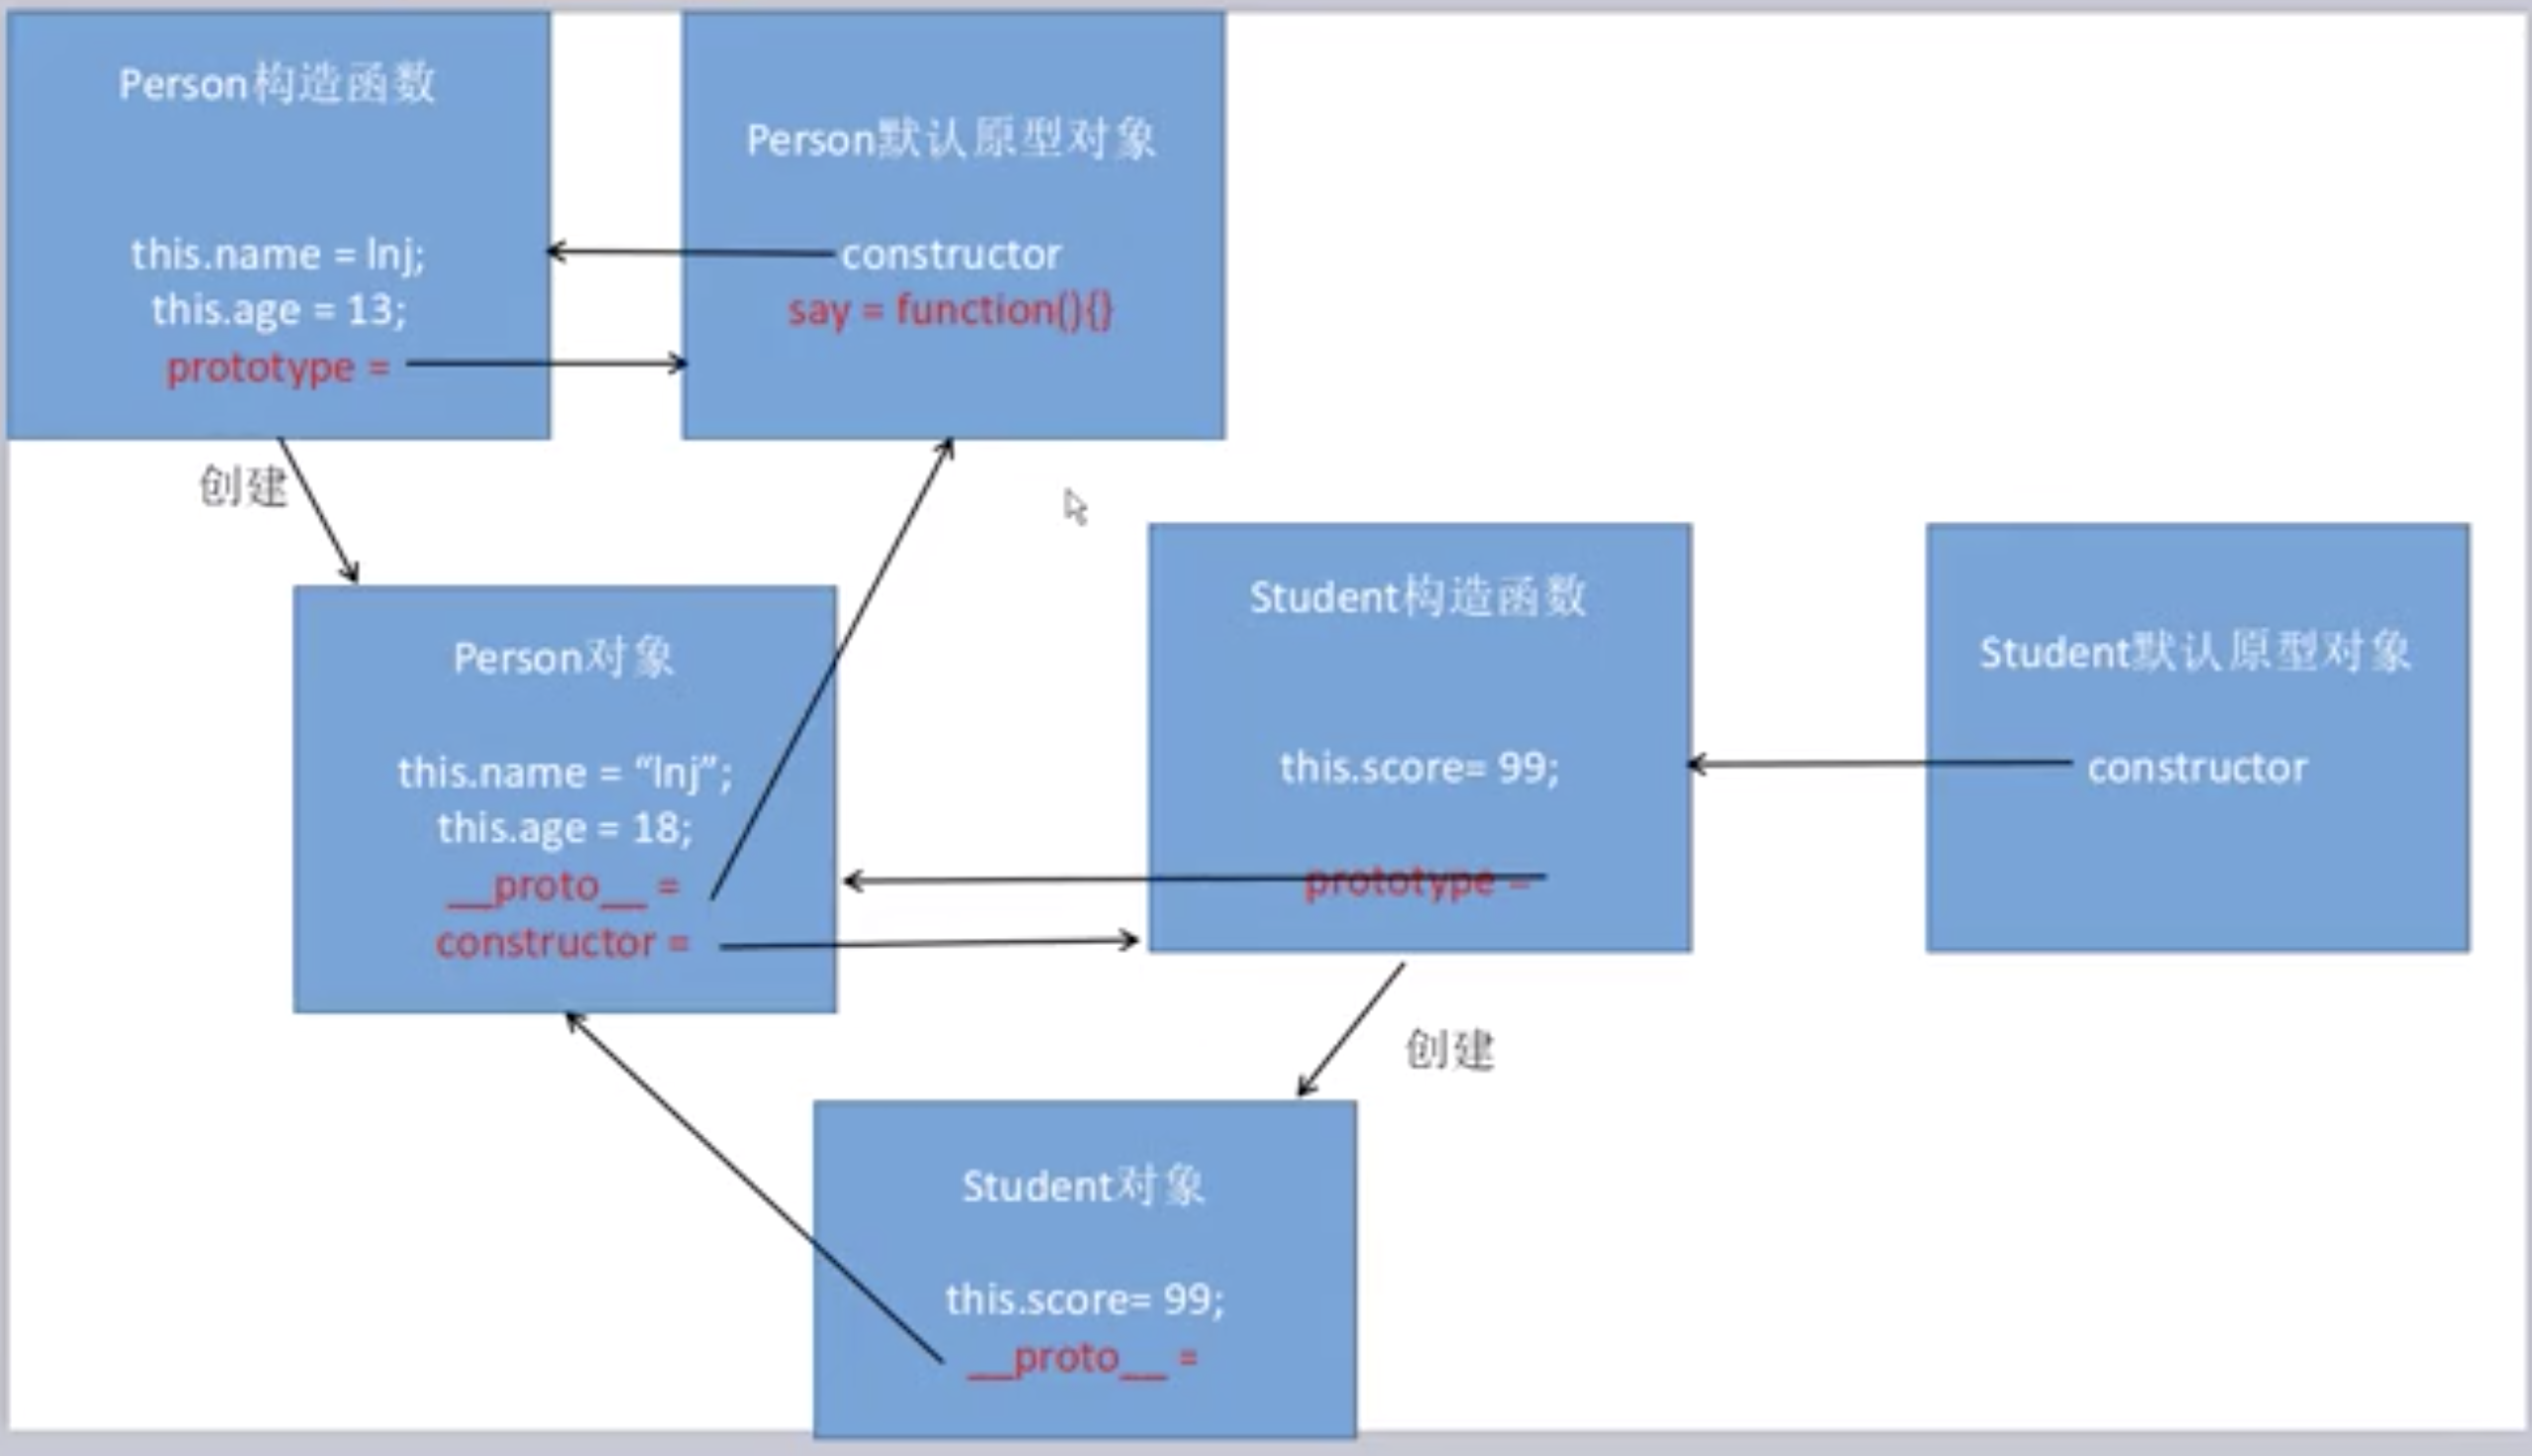 Person构造函数
this.name = lnj;
this.age = 13;
prototype =
Person默认原型对象
constructor
say = function(){}
创建
Person对象
this.name = “lnj”;
this.age = 18;
__proto__ =
constructor =
Student构造函数
this.score= 99;
prototype =
Student默认原型对象
constructor
创建
Student对象
this.score= 99;
__proto__ =